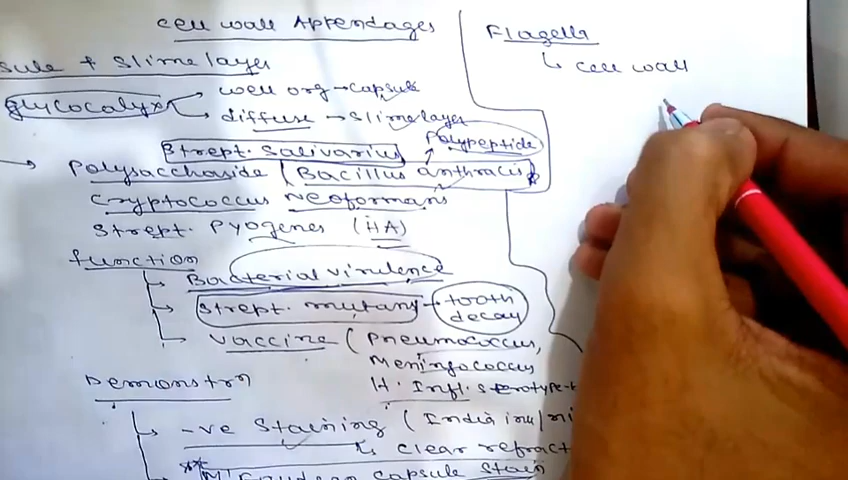 cell wall Appendages
sule + Slime layer
glycocalyx
well org → capsule
diffuse → slime layer
Strept. Salivarius
polypeptide
Polysaccharide (Bacillus anthracis
Cryptococcus neoformans
Strept. Pyogenes (HA)
function
Bacterial virulence
Strept. mutans → tooth decay
vaccine (Pneumococcus,
Meningococcus
H. Infl. 
Demonstrn
-ve Staining (India ink/ni
clear refract
capsule stain
Flagella
cell wall